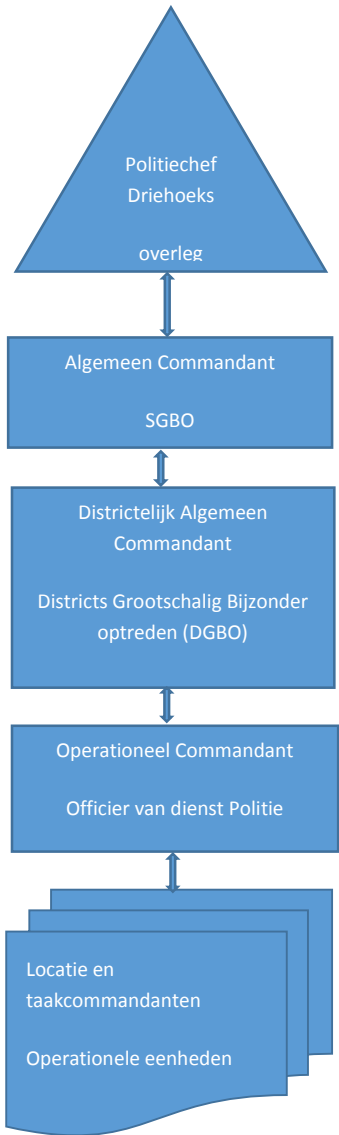 Politiechef
Driehoeks
overleg
Algemeen Commandant
SGBO
Districtelijk Algemeen
Commandant
Districts Grootschalig Bijzonder
optreden (DGBO)
Operationeel Commandant
Officier van dienst Politie
Locatie en
taakcommandanten
Operationele eenheden